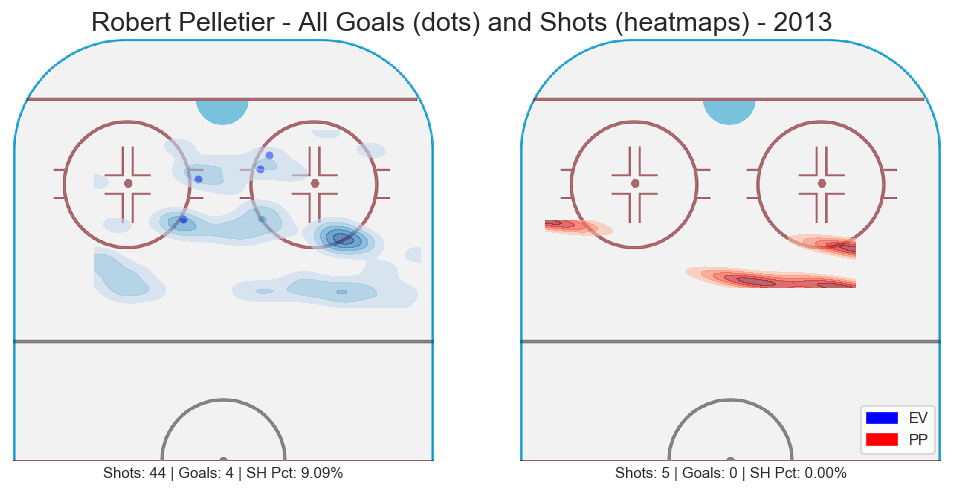 Robert Pelletier - All Goals (dots) and Shots (heatmaps) - 2013
EV
PP
Shots: 44 | Goals: 4 | SH Pct: 9.09%
Shots: 5 | Goals: 0 | SH Pct: 0.00%